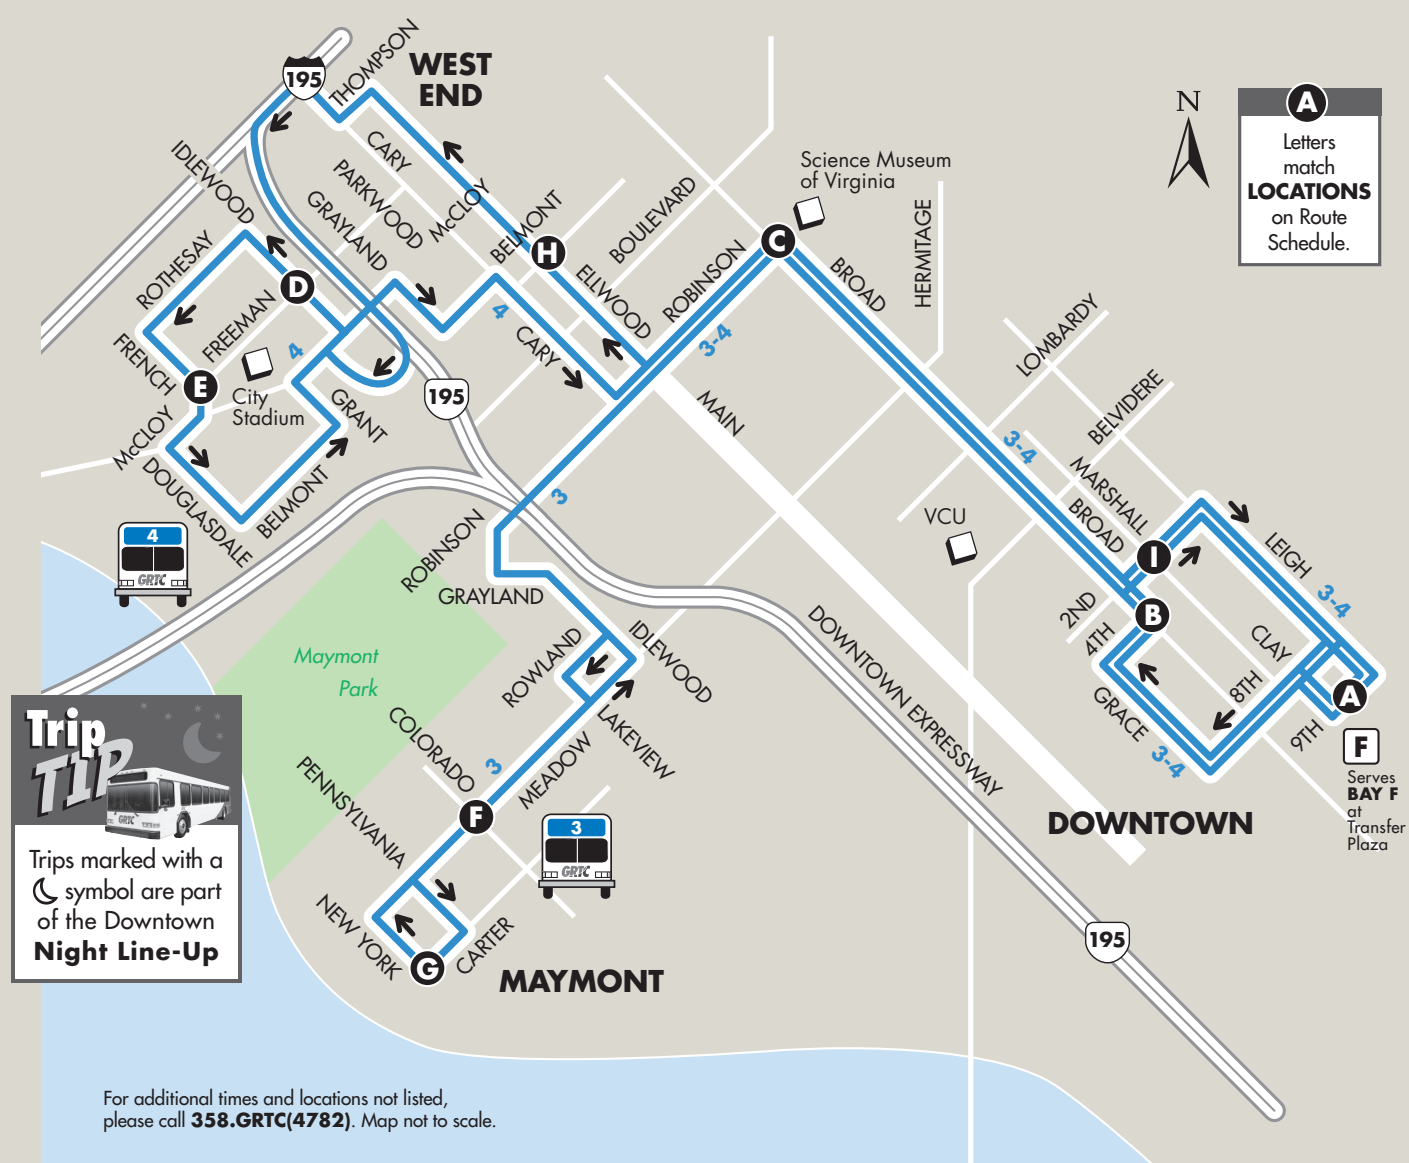 195
THOMPSON
WEST
END
N
A
Letters
match
LOCATIONS
on Route
Schedule.
IDLEWOOD
CARY
PARKWOOD
GRAYLAND
McCLOY
BELMONT
H
ELLWOOD
BOULEVARD
ROBINSON
C
Science Museum
of Virginia
BROAD
HERMITAGE
LOMBARDY
BELVIDERE
ROTHESAY
D
FREEMAN
FRENCH
E
4
4
CARY
3-4
City
Stadium
GRANT
195
MAIN
McCLOY
DOUGLASDALE
BELMONT
3-4
MARSHALL
BROAD
VCU
I
LEIGH
3-4
B
2ND
4TH
CLAY
8TH
GRACE
3-4
9TH
A
F
Serves
BAY F
at
Transfer
Plaza
3
ROBINSON
GRAYLAND
4
GRTC
Maymont
Park
ROWLAND
IDLEWOOD
LAKEVIEW
DOWNTOWN EXPRESSWAY
COLORADO
3
MEADOW
PENNSYLVANIA
F
3
GRTC
DOWNTOWN
NEW YORK
G
CARTER
MAYMONT
195
Trip
TIP
GRTC
Trips marked with a
symbol are part
of the Downtown
Night Line-Up
For additional times and locations not listed,
please call 358.GRTC(4782). Map not to scale.